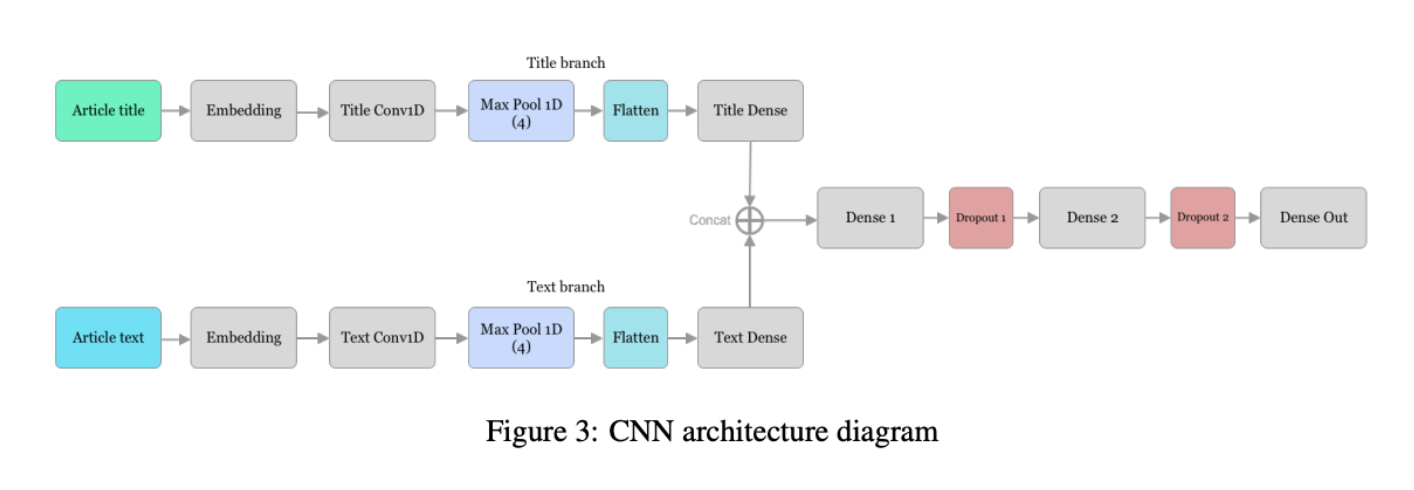 Title branch
Article title
Embedding
Title Conv1D
Max Pool 1D
(4)
Flatten
Title Dense
Concat
Dense 1
Dropout 1
Dense 2
Dropout 2
Dense Out
Text branch
Article text
Embedding
Text Conv1D
Max Pool 1D
(4)
Flatten
Text Dense
Figure 3: CNN architecture diagram